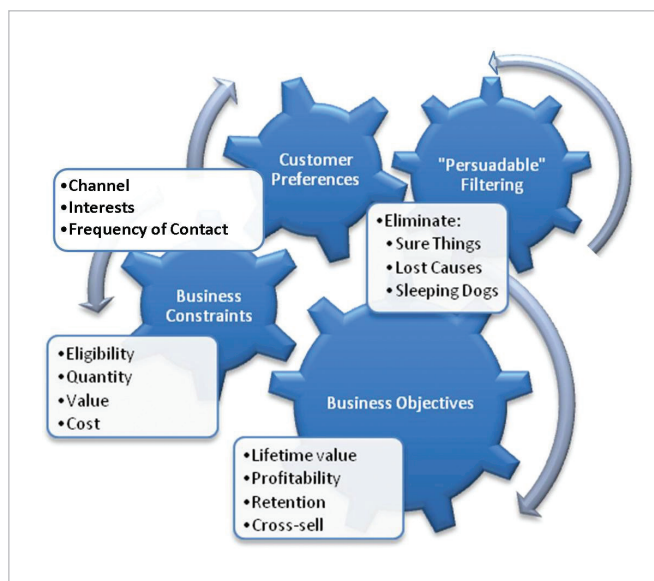 Customer
Preferences
"Persuadable"
Filtering
•Channel
•Interests
•Frequency of Contact
•Eliminate:
•Sure Things
•Lost Causes
•Sleeping Dogs
Business
Constraints
•Eligibility
•Quantity
•Value
•Cost
Business Objectives
•Lifetime value
•Profitability
•Retention
•Cross-sell